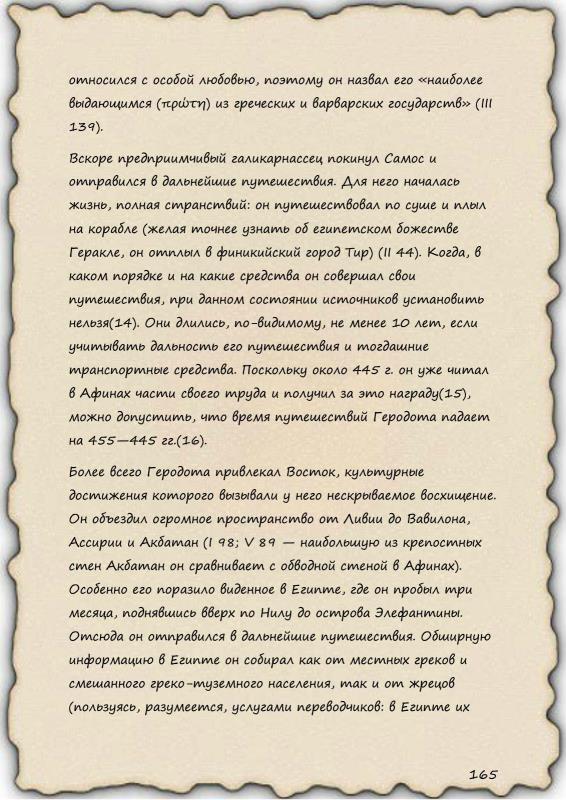 относился с особой любовью, поэтому он назвал его «наиболее
выдающимся (πρώτη) из греческих и варварских государств» (III
139).
Вскоре предприимчивый галикарнассец покинул Самос и
отправился в дальнейшие путешествия. Для него началась
жизнь, полная странствий: он путешествовал по суше и плыл
на корабле (желая точнее узнать об египетском божестве
Геракле, он отплыл в финикийский город Тир) (II 44). Когда, в
каком порядке и на какие средства он совершал свои
путешествия, при данном состоянии источников установить
нельзя(14). Они длились, по-видимому, не менее 10 лет, если
учитывать дальность его путешествия и тогдашние
транспортные средства. Поскольку около 445 г. он уже читал
в Афинах части своего труда и получил за это награду(15),
можно допустить, что время путешествий Геродота падает
на 455—445 гг.(16).
Более всего Геродота привлекал Восток, культурные
достижения которого вызывали у него нескрываемое восхищение.
Он объездил огромное пространство от Ливии до Вавилона,
Ассирии и Акбатан (I 98; V 89 — наибольшую из крепостных
стен Акбатан он сравнивает с обводной стеной в Афинах).
Особенно его поразило виденное в Египте, где он пробыл три
месяца, поднявшись вверх по Нилу до острова Элефантины.
Отсюда он отправился в дальнейшие путешествия. Обширную
информацию в Египте он собирал как от местных греков и
смешанного греко-туземного населения, так и от жрецов
(пользуясь, разумеется, услугами переводчиков: в Египте их
165